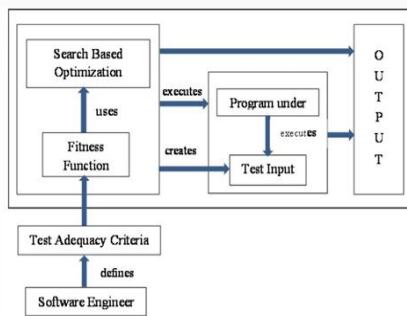 Search Based
Optimization
uses
Fitness
Function
executes
creates
Program under
executes
Test Input
OUTPUT
Test Adequacy Criteria
defines
Software Engineer